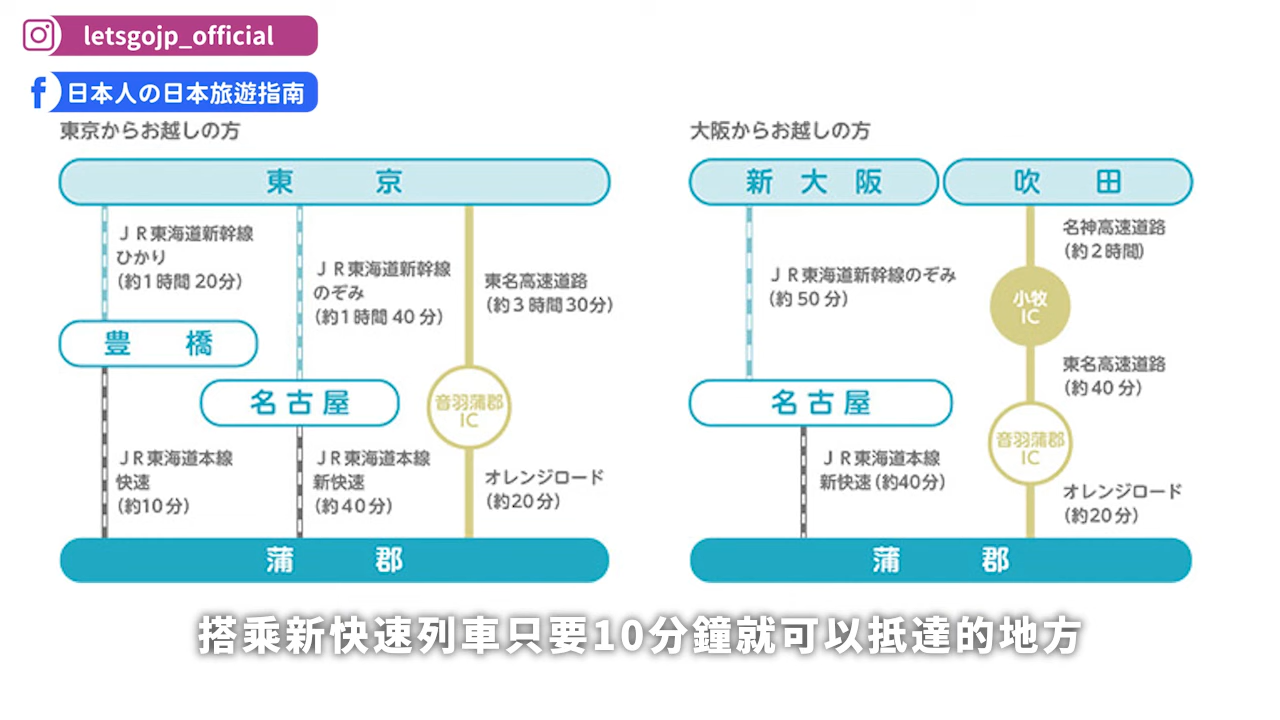 letsgojp_official
日本人の日本旅遊指南
東京からお越しの方
東京
JR東海道新幹線
ひかり
(約1時間20分)
JR東海道新幹線
のぞみ
(約1時間40分)
東名高速道路
(約3時間30分)
豊橋
名古屋
音羽蒲郡
IC
JR東海道本線
快速
(約10分)
JR東海道本線
新快速
(約40分)
オレンジロード
(約20分)
蒲郡
大阪からお越しの方
新大阪
吹田
JR東海道新幹線のぞみ
(約50分)
名神高速道路
(約2時間)
小牧
IC
東名高速道路
(約40分)
名古屋
音羽蒲郡
IC
JR東海道本線
新快速(約40分)
オレンジロード
(約20分)
蒲郡
搭乘新快速列車只要10分鐘就可以抵達的地方